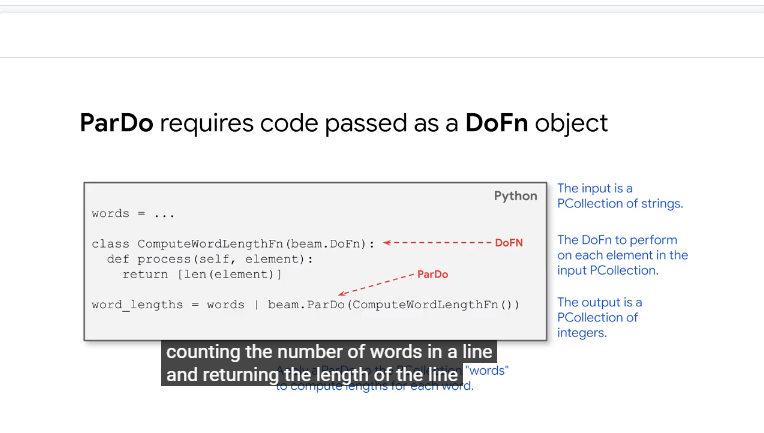 ParDo requires code passed as a DoFn object
Python
words = ...
class ComputeWordLengthFn(beam.DoFn):
DoFN
def process(self, element):
return [len(element)]
ParDo
word_lengths = words | beam.ParDo(ComputeWordLengthFn())
The input is a
PCollection of strings.
The DoFn to perform
on each element in the
input PCollection.
The output is a
PCollection of
integers.
counting the number of words in a line
and returning the length of the line
"words"
to compute lengths for each word.